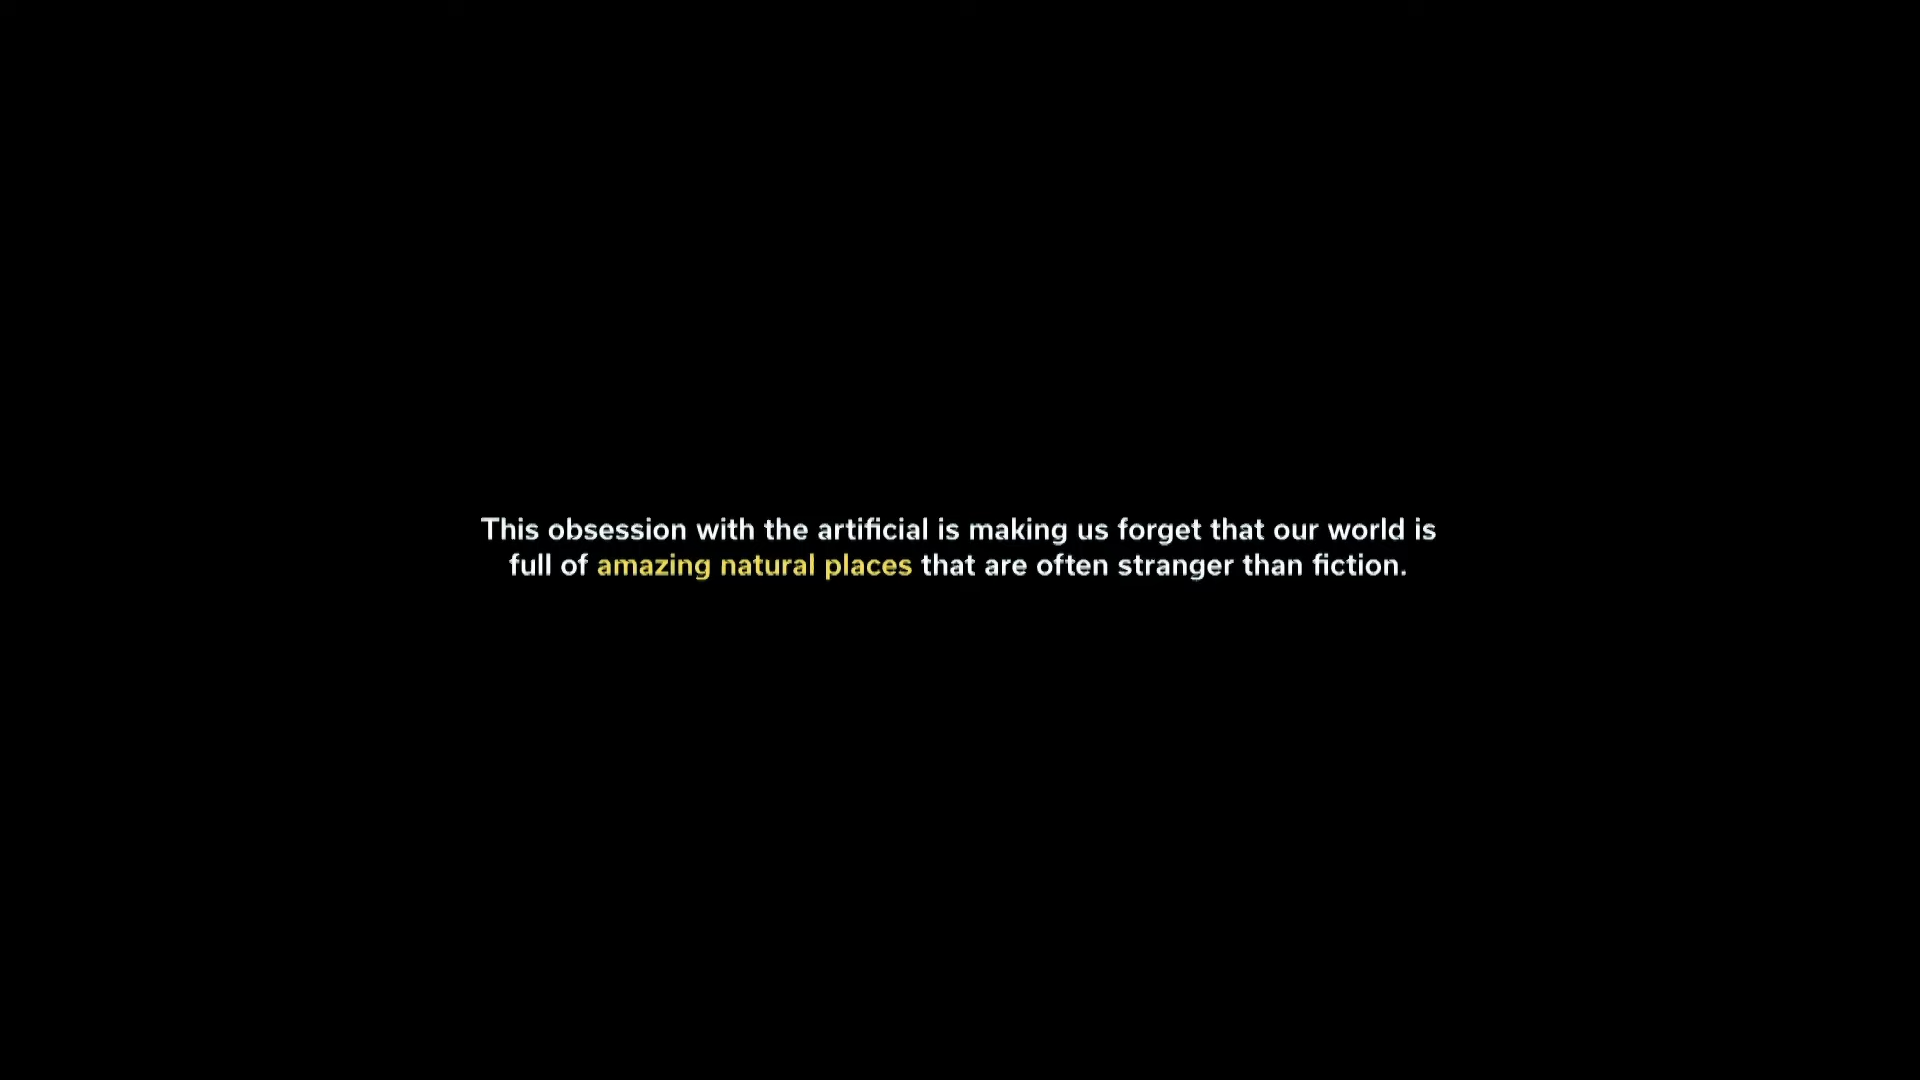 This obsession with the artificial is making us forget that our world is
full of amazing natural places that are often stranger than fiction.